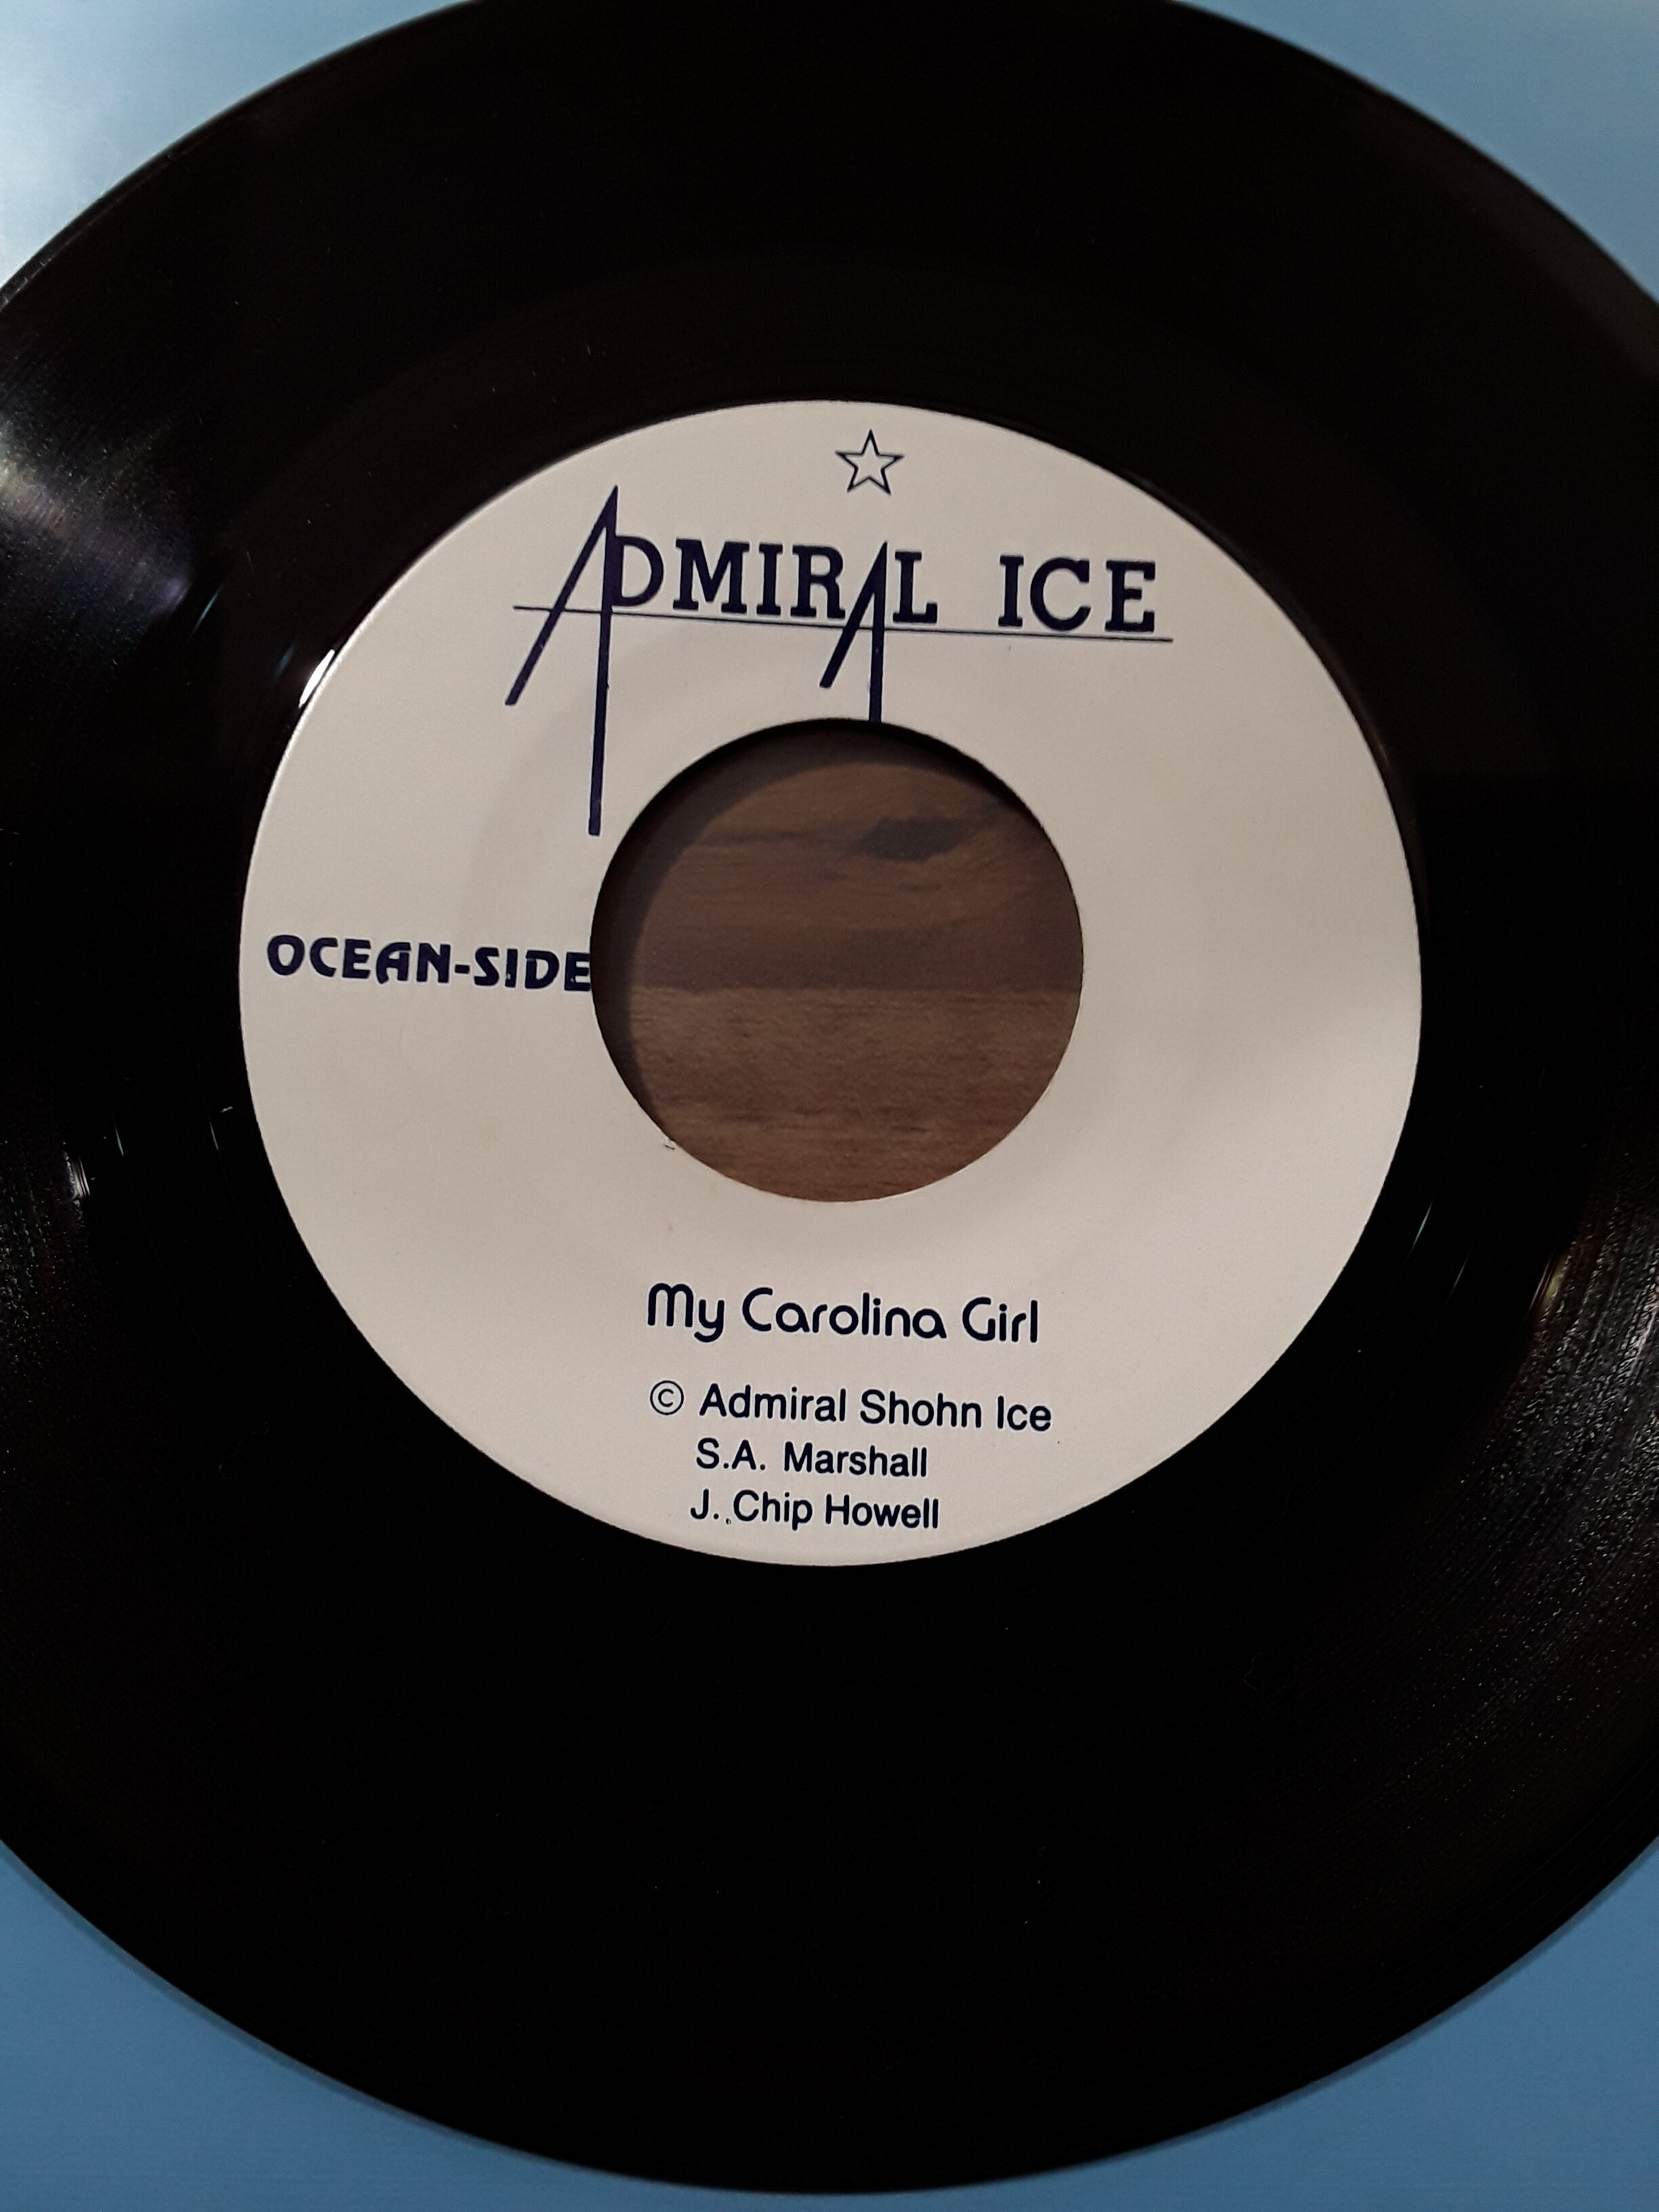 ADMIRAL ICE
OCEAN-SIDE
My Carolina Girl
© Admiral Shohn Ice
S.A. Marshall
J. Chip Howell